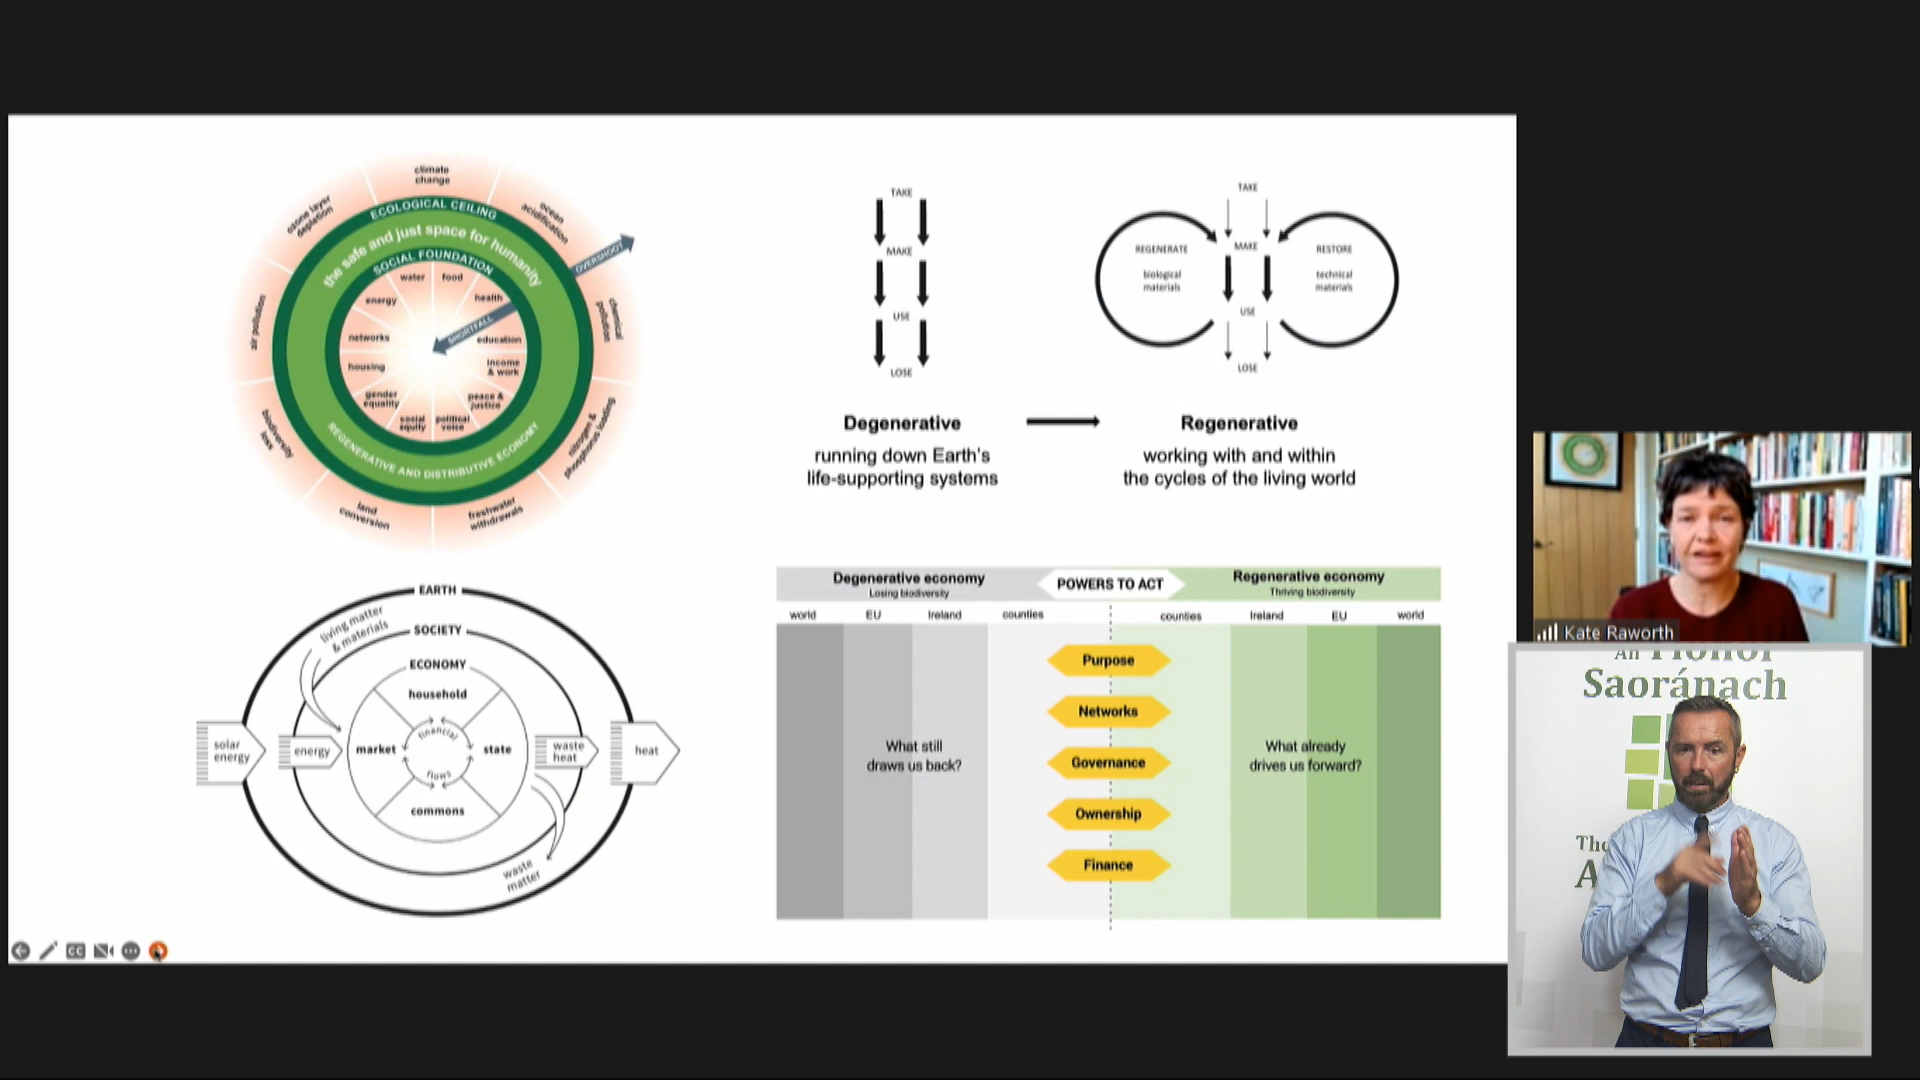 climate
change
ocean
acidification
chemical
pollution
nitrogen &
phosphorus loading
freshwater
withdrawals
land
conversion
biodiversity
loss
air pollution
ozone layer
depletion
ECOLOGICAL CEILING
the safe and just space for humanity
SOCIAL FOUNDATION
OVERSHOOT
SHORTFALL
water
food
health
education
income
& work
peace &
justice
political
voice
social
equity
gender
equality
housing
networks
energy
REGENERATIVE AND DISTRIBUTIVE ECONOMY
TAKE
MAKE
USE
LOSE
Degenerative
running down Earth's
life-supporting systems
TAKE
REGENERATE
biological
materials
MAKE
RESTORE
technical
materials
USE
LOSE
Regenerative
working with and within
the cycles of the living world
EARTH
living matter
& materials
SOCIETY
ECONOMY
household
market
financial
flows
state
commons
solar
energy
energy
waste
heat
heat
waste
matter
Degenerative economy
Losing biodiversity
POWERS TO ACT
Regenerative economy
Thriving biodiversity
world EU Ireland counties counties Ireland EU world
Purpose
Networks
Governance
Ownership
Finance
What still
draws us back?
What already
drives us forward?
CC
Kate Raworth
An
Saoránach
Tho
A